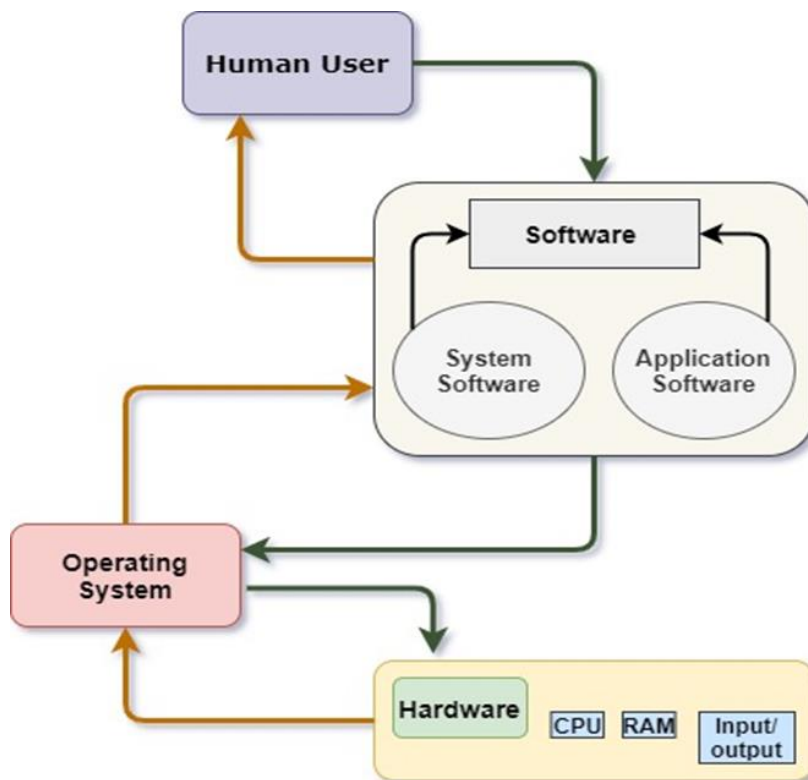 Human User
Software
System
Software
Application
Software
Operating
System
Hardware
CPU
RAM
Input/
output